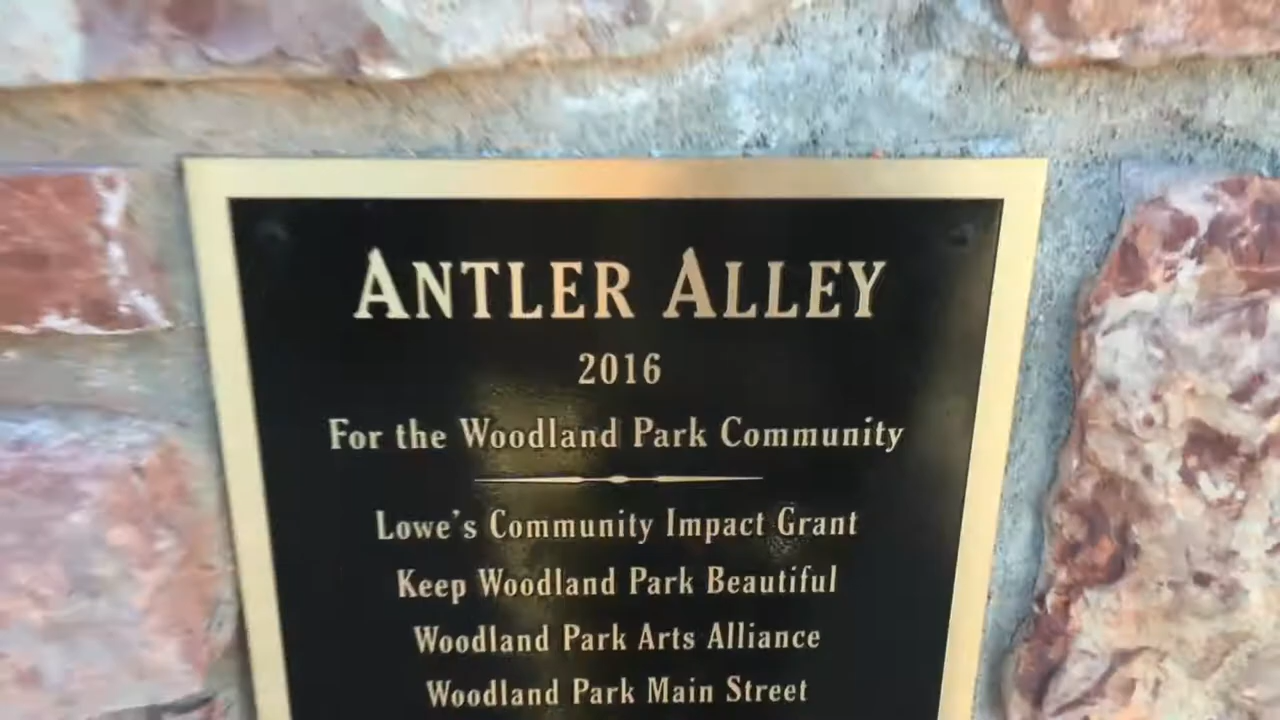 ANTLER ALLEY
2016
For the Woodland Park Community
Lowe's Community Impact Grant
Keep Woodland Park Beautiful
Woodland Park Arts Alliance
Woodland Park Main Street